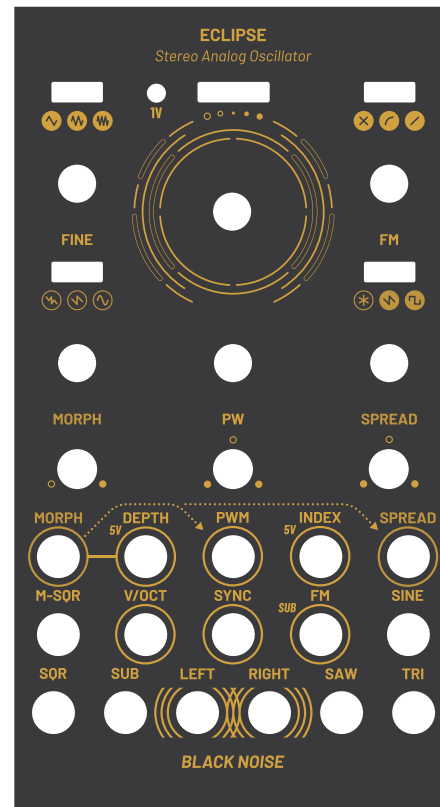 ECLIPSE
Stereo Analog Oscillator
1V
FINE
FM
MORPH PW SPREAD
MORPH DEPTH PWM INDEX SPREAD
5V 5V
M-SQR V/OCT SYNC FM SINE
SUB
SQR SUB LEFT RIGHT SAW TRI
BLACK NOISE